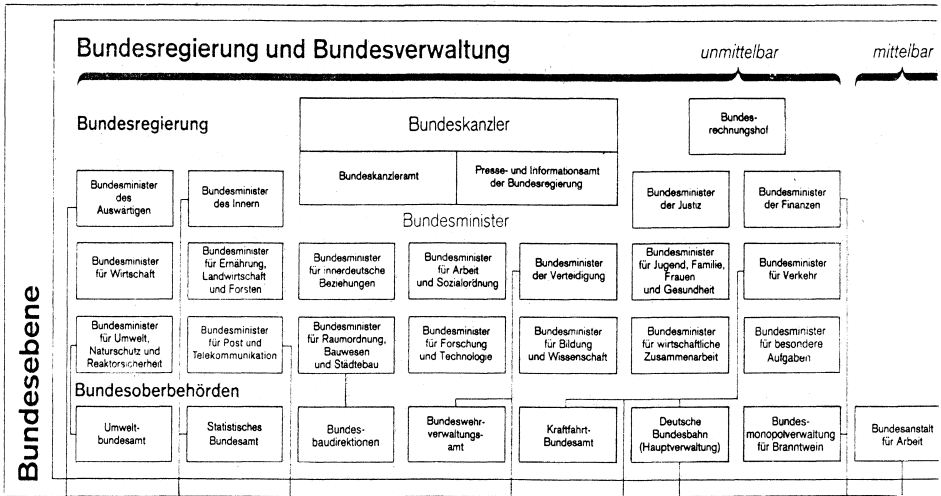 Bundesebene
Bundesregierung und Bundesverwaltung
unmittelbar
mittelbar
Bundesregierung
Bundeskanzler
Bundes-
rechnungshof
Bundeskanzleramt
Presse- und Informationsamt
der Bundesregierung
Bundesminister
des
Auswärtigen
Bundesminister
des Innern
Bundesminister
der Justiz
Bundesminister
der Finanzen
Bundesminister
Bundesminister
für Wirtschaft
Bundesminister
für Ernährung,
Landwirtschaft
und Forsten
Bundesminister
für innerdeutsche
Beziehungen
Bundesminister
für Arbeit
und Sozialordnung
Bundesminister
der Verteidigung
Bundesminister
für Jugend, Familie,
Frauen
und Gesundheit
Bundesminister
für Verkehr
Bundesminister
für Umwelt,
Naturschutz und
Reaktorsicherheit
Bundesminister
für Post und
Telekommunikation
Bundesminister
für Raumordnung,
Bauwesen
und Städtebau
Bundesminister
für Forschung
und Technologie
Bundesminister
für Bildung
und Wissenschaft
Bundesminister
für wirtschaftliche
Zusammenarbeit
Bundesminister
für besondere
Aufgaben
Bundesoberbehörden
Umwelt-
bundesamt
Statistisches
Bundesamt
Bundes-
baudirektionen
Bundeswehr-
verwaltungs-
amt
Kraftfahrt-
Bundesamt
Deutsche
Bundesbahn
(Hauptverwaltung)
Bundes-
monopolverwaltung
für Branntwein
Bundesanstalt
für Arbeit